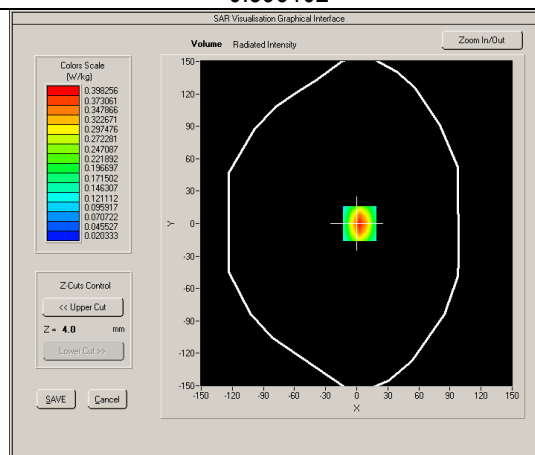 SAR Visualisation Graphical Interface
Volume Radiated Intensity
Zoom In/Out
Colors Scale
(W/kg)
0.398256
0.373061
0.347866
0.322671
0.297476
0.272281
0.247087
0.221892
0.196697
0.171502
0.146307
0.121112
0.095917
0.070722
0.045527
0.020333
Z-Cuts Control
<< Upper Cut
Z = 4.0 mm
Lower Cut >>
SAVE Cancel
150
120
90
60
30
Y 0
-30
-60
-90
-120
-150
-150 -120 -90 -60 -30 0 30 60 90 120 150
X